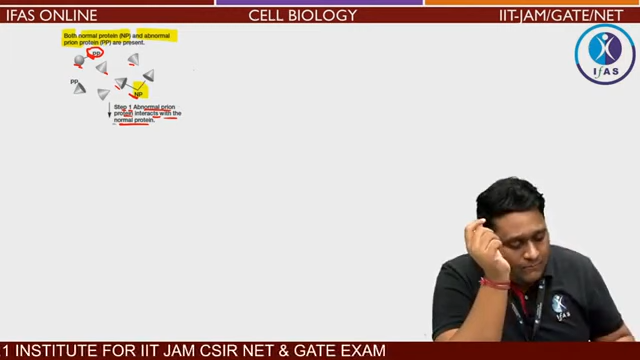 IFAS ONLINE
CELL BIOLOGY
IIT-JAM/GATE/NET
Both normal protein (NP) and abnormal
prion protein (PP) are present.
PP
PP
NP
Step 1 Abnormal prion
protein interacts with the
normal protein.
iFAS
iFAS
1 INSTITUTE FOR IIT JAM CSIR NET & GATE EXAM